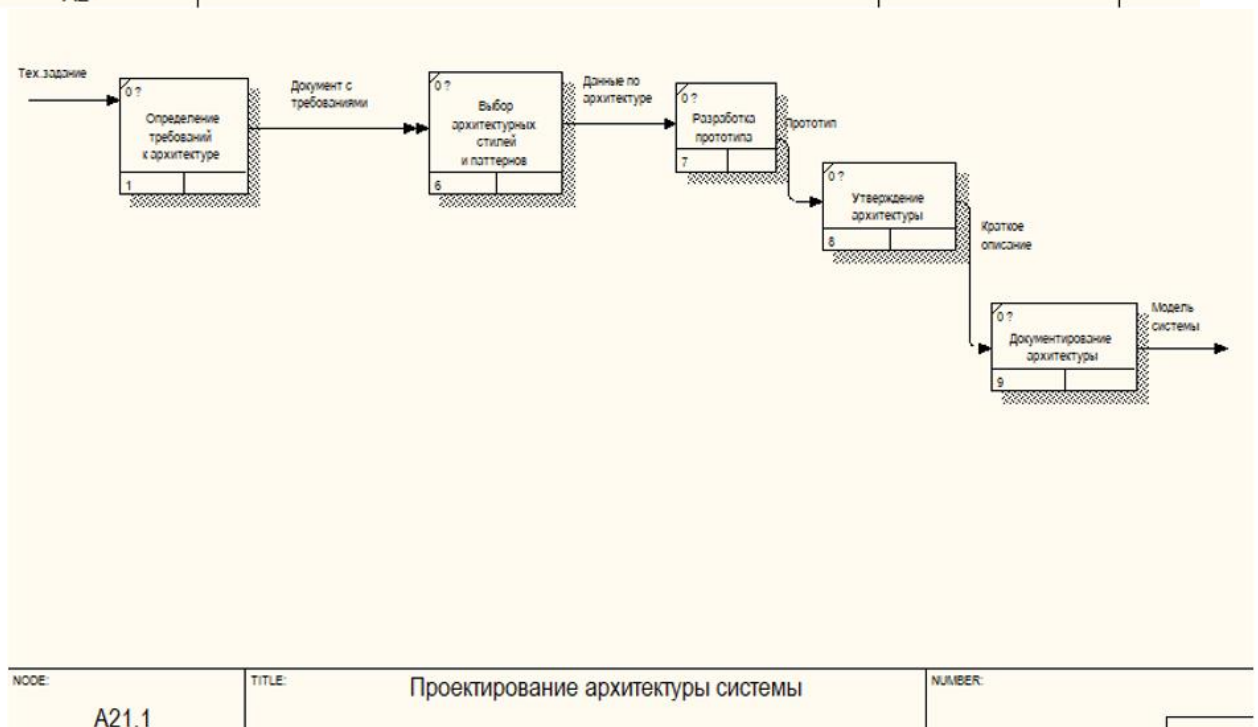 Тех.задание
0 ?
Определение
требований
к архитектуре
1
Документ с
требованиями
0 ?
Выбор
архитектурных
стилей
и паттернов
6
Данные по
архитектуре
0 ?
Разработка
прототипа
7
Прототип
0 ?
Утверждение
архитектуры
8
Краткое
описание
0 ?
Документирование
архитектуры
9
Модель
системы
NODE:
A21.1
TITLE:
Проектирование архитектуры системы
NUMBER: